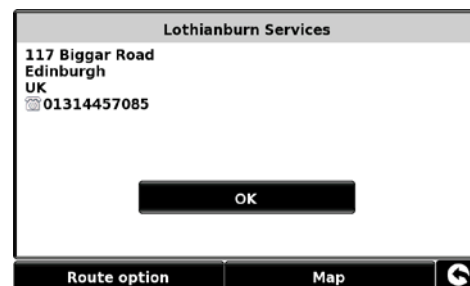 Lothianburn Services
117 Biggar Road
Edinburgh
UK
☏01314457085
OK
Route option
Map